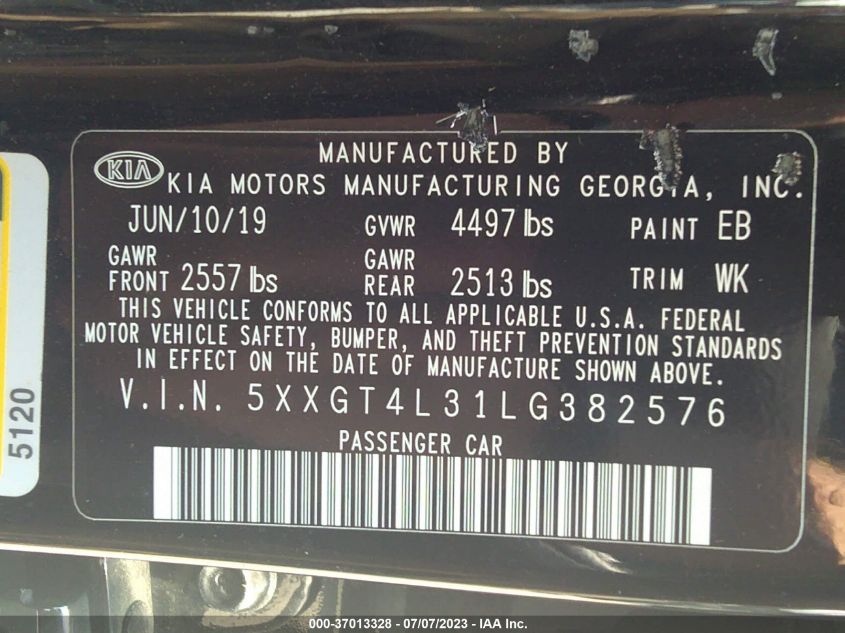 MANUFACTURED BY
KIA KIA MOTORS MANUFACTURING GEORGIA, INC.
JUN/10/19 GVWR 4497 lbs PAINT EB
GAWR FRONT 2557 lbs GAWR REAR 2513 lbs TRIM WK
THIS VEHICLE CONFORMS TO ALL APPLICABLE U.S.A. FEDERAL
MOTOR VEHICLE SAFETY, BUMPER, AND THEFT PREVENTION STANDARDS
IN EFFECT ON THE DATE OF MANUFACTURE SHOWN ABOVE.
V.I.N. 5XXGT4L31LG382576
PASSENGER CAR
5120
000-37013328 - 07/07/2023 - IAA Inc.